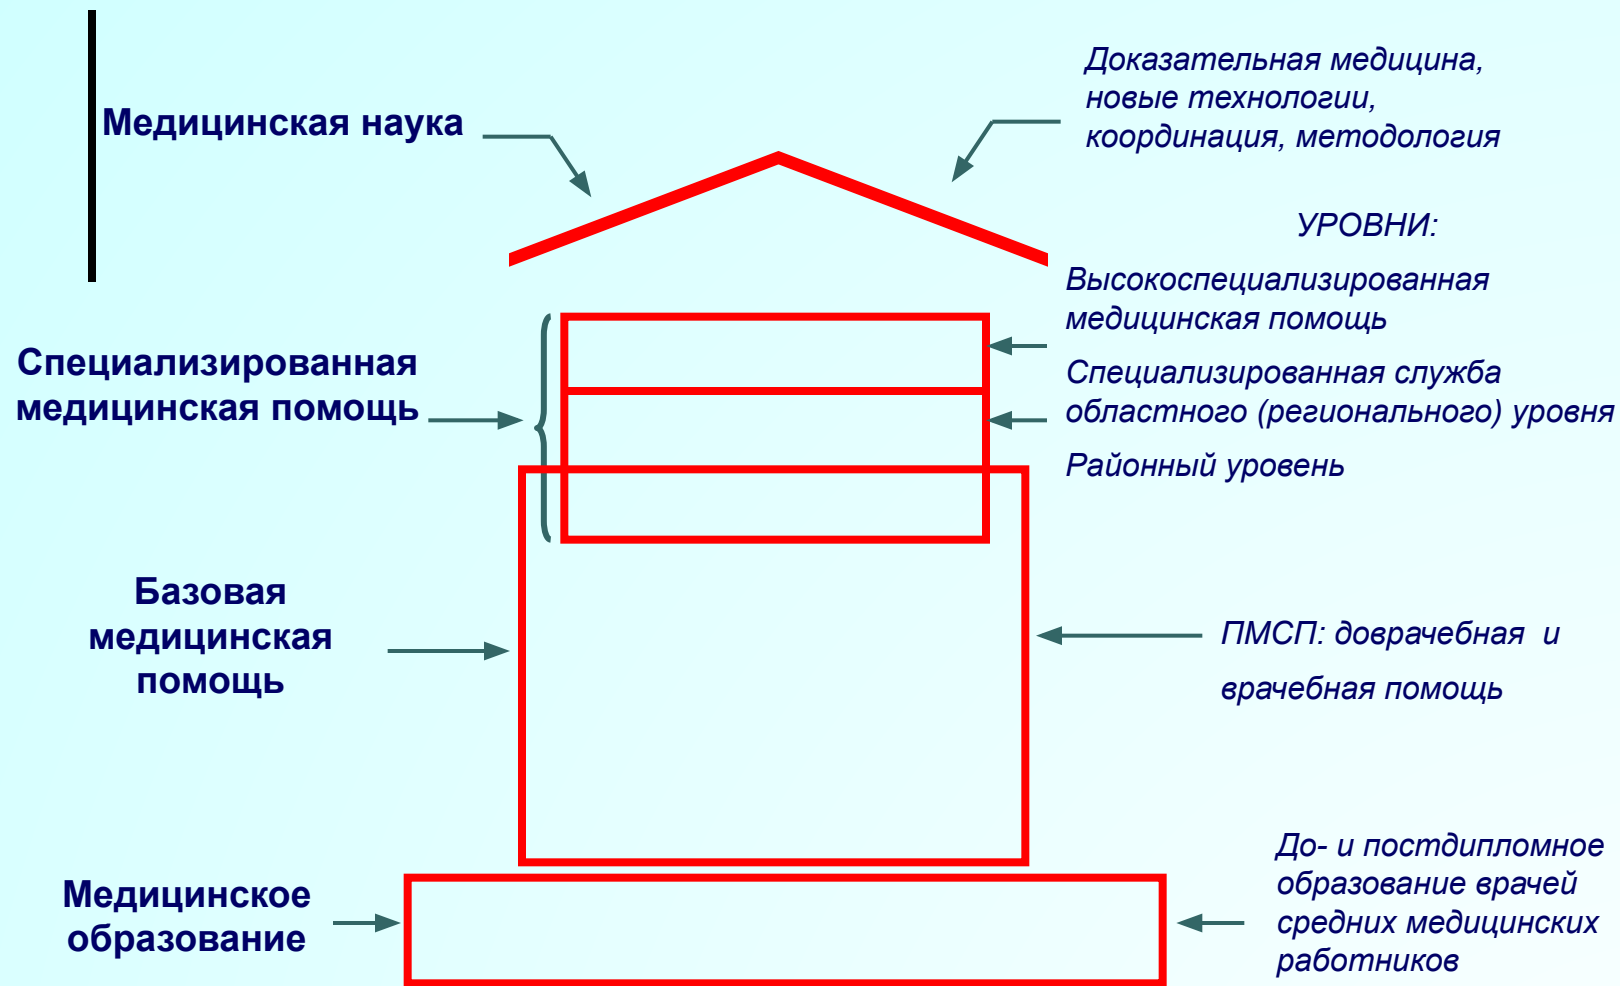 Медицинская наука
Доказательная медицина,
новые технологии,
координация, методология
УРОВНИ:
Высокоспециализированная
медицинская помощь
Специализированная
медицинская помощь
Специализированная служба
областного (регионального) уровня
Районный уровень
Базовая
медицинская
помощь
ПМСП: доврачебная и
врачебная помощь
Медицинское
образование
До- и постдипломное
образование врачей
средних медицинских
работников